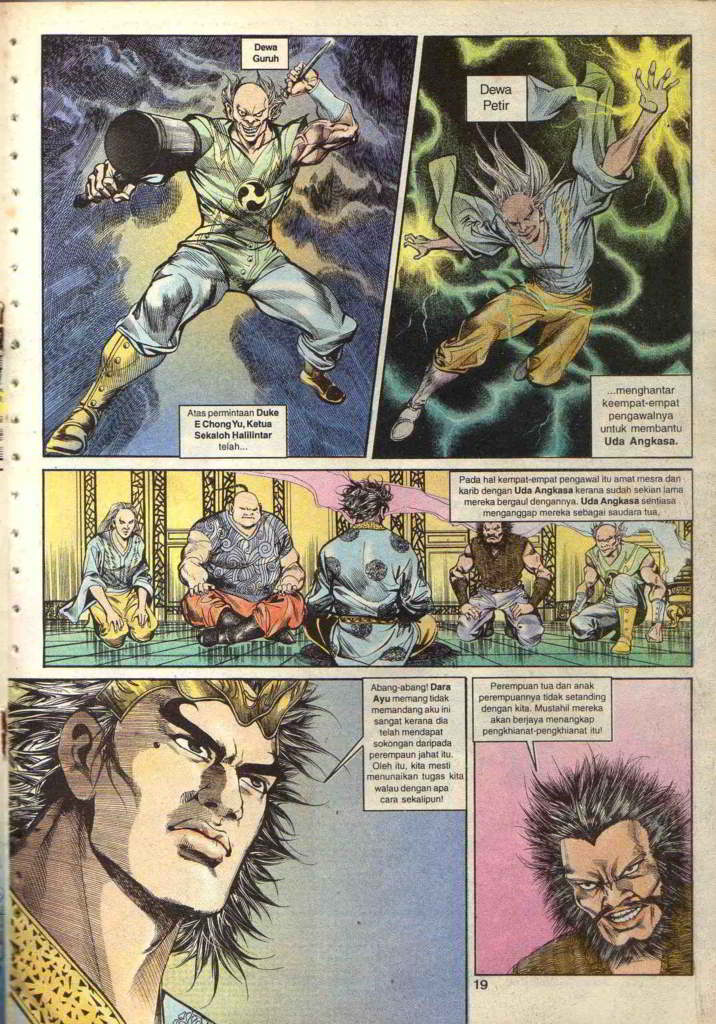 Dewa
Guruh
Dewa
Petir
Atas permintaan Duke
E Chong Yu, Ketua
Sekaloh Halilintar
telah...
...menghantar
keempat-empat
pengawalnya
untuk membantu
Uda Angkasa.
Pada hal kempat-empat pengawal itu amat mesra dan
karib dengan Uda Angkasa kerana sudah sekian lama
mereka bergaul dengannya. Uda Angkasa sentiasa
menganggap mereka sebagai saudara tua.
Abang-abang! Dara
Ayu memang tidak
memandang aku ini
sangat kerana dia
telah mendapat
sokongan daripada
perempaun jahat itu.
Oleh itu, kita mesti
menunaikan tugas kita
walau dengan apa
cara sekalipun!
Perempuan tua dan anak
perempuannya tidak setanding
dengan kita. Mustahil mereka
akan berjaya menangkap
pengkhianat-pengkhianat itu!
19